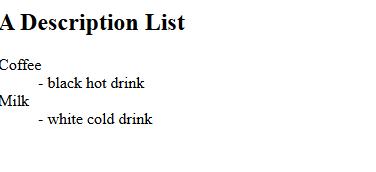 A Description List
Coffee
- black hot drink
Milk
- white cold drink